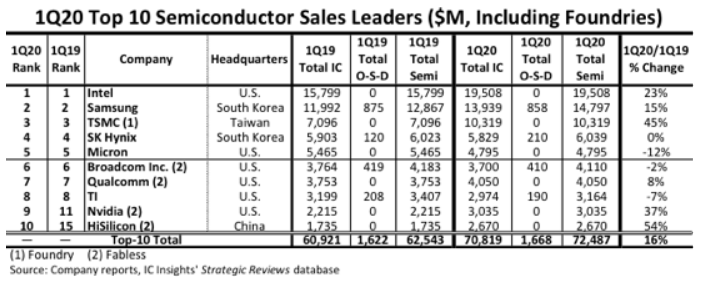 1Q20 Top 10 Semiconductor Sales Leaders ($M, Including Foundries)
1Q20 Rank 1Q19 Rank Company Headquarters 1Q19 Total IC 1Q19 Total O-S-D 1Q19 Total Semi 1Q20 Total IC 1Q20 Total O-S-D 1Q20 Total Semi 1Q20/1Q19 % Change
1 1 Intel U.S. 15,799 0 15,799 19,508 0 19,508 23%
2 2 Samsung South Korea 11,992 875 12,867 13,939 858 14,797 15%
3 3 TSMC (1) Taiwan 7,096 0 7,096 10,319 0 10,319 45%
4 4 SK Hynix South Korea 5,903 120 6,023 5,829 210 6,039 0%
5 5 Micron U.S. 5,465 0 5,465 4,795 0 4,795 -12%
6 6 Broadcom Inc. (2) U.S. 3,764 419 4,183 3,700 410 4,110 -2%
7 7 Qualcomm (2) U.S. 3,753 0 3,753 4,050 0 4,050 8%
8 8 TI U.S. 3,199 208 3,407 2,974 190 3,164 -7%
9 11 Nvidia (2) U.S. 2,215 0 2,215 3,035 0 3,035 37%
10 15 HiSilicon (2) China 1,735 0 1,735 2,670 0 2,670 54%
— — Top-10 Total 60,921 1,622 62,543 70,819 1,668 72,487 16%
(1) Foundry (2) Fabless
Source: Company reports, IC Insights' Strategic Reviews database